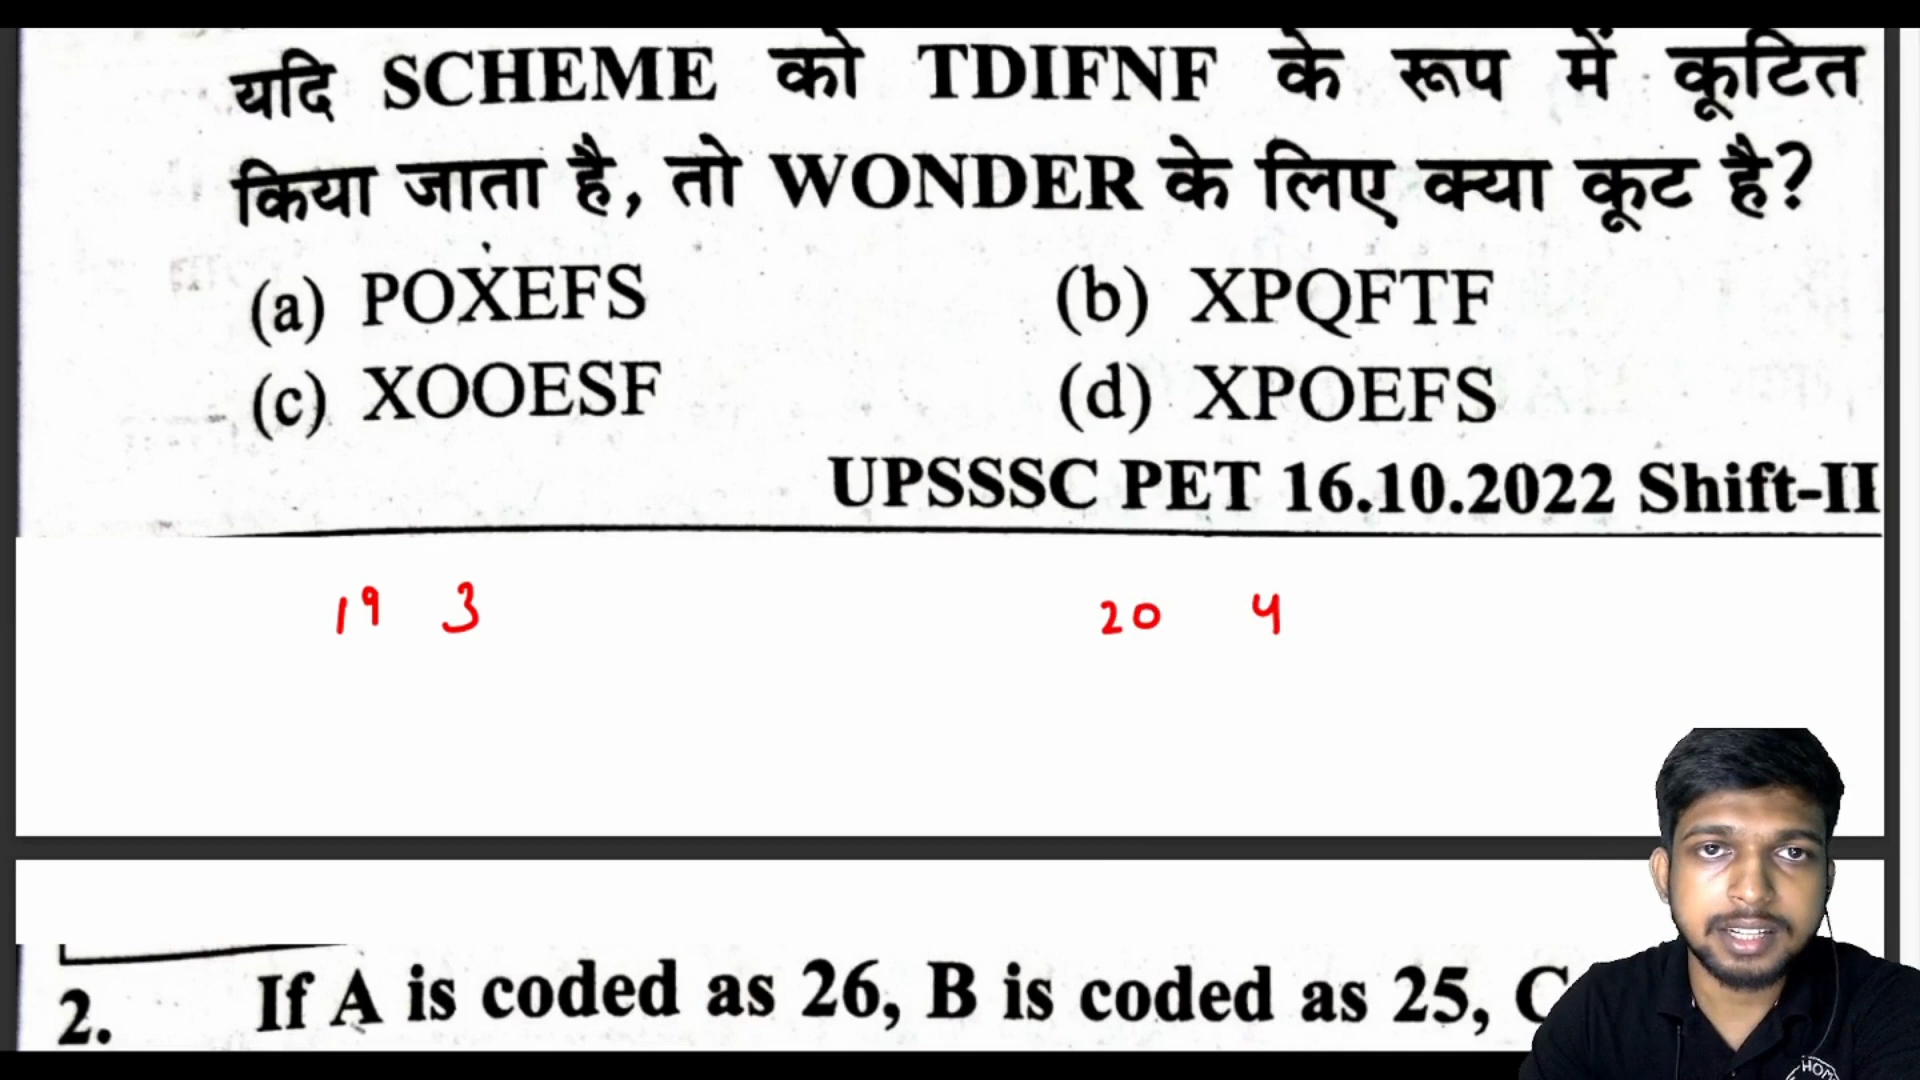 यदि SCHEME को TDIFNF के रूप में कूटित
किया जाता है, तो WONDER के लिए क्या कूट है?
(a) POXEFS (b) XPQFTF
(c) XOOESF (d) XPOEFS
UPSSSC PET 16.10.2022 Shift-II
19 3 20 4
2. If A is coded as 26, B is coded as 25, C
HOM